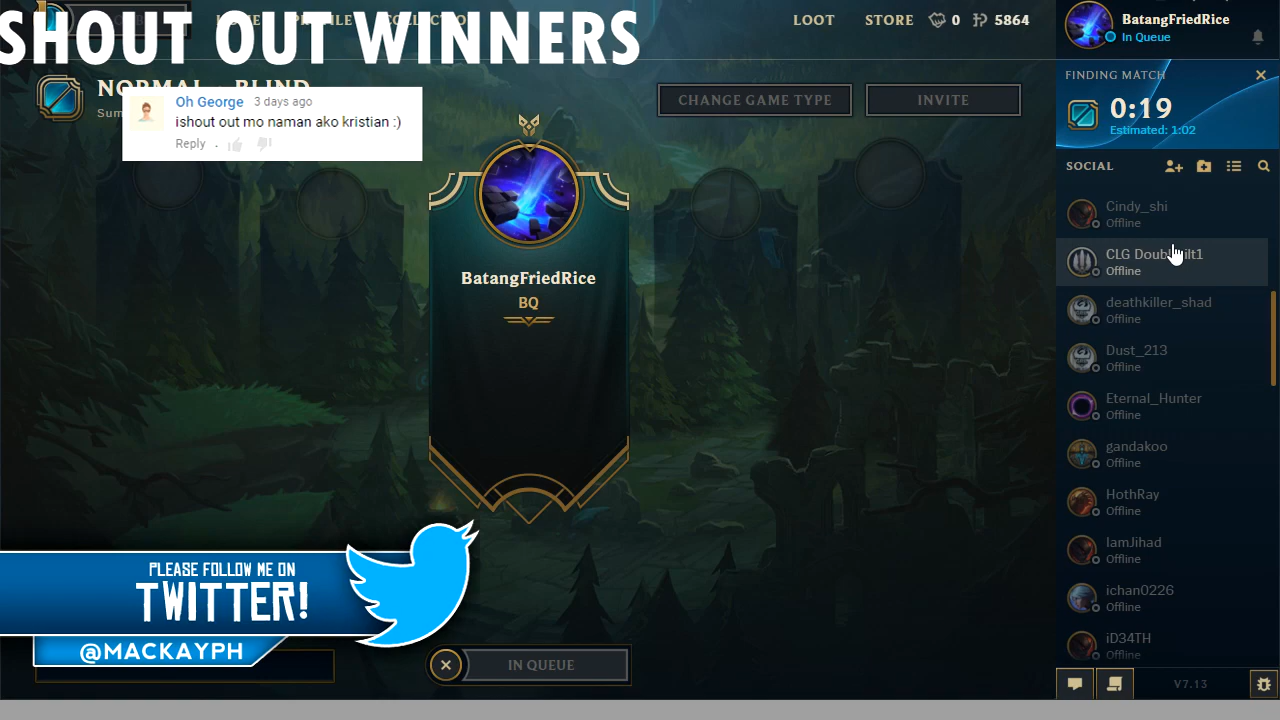 SHOUT OUT WINNERS
LOOT
STORE
0
5864
BatangFriedRice
In Queue
NORMAL
BLIND
Oh George 3 days ago
ishout out mo naman ako kristian :)
Reply
CHANGE GAME TYPE
INVITE
FINDING MATCH
0:19
Estimated: 1:02
SOCIAL
Cindy_shi
Offline
CLG
Offline
deathkiller_shad
Offline
Dust_213
Offline
Eternal_Hunter
Offline
gandakoo
Offline
HothRay
Offline
IamJihad
Offline
ichan0226
Offline
iD34TH
Offline
BatangFriedRice
BQ
PLEASE FOLLOW ME ON
TWITTER!
@MACKAYPH
IN QUEUE
V7.13